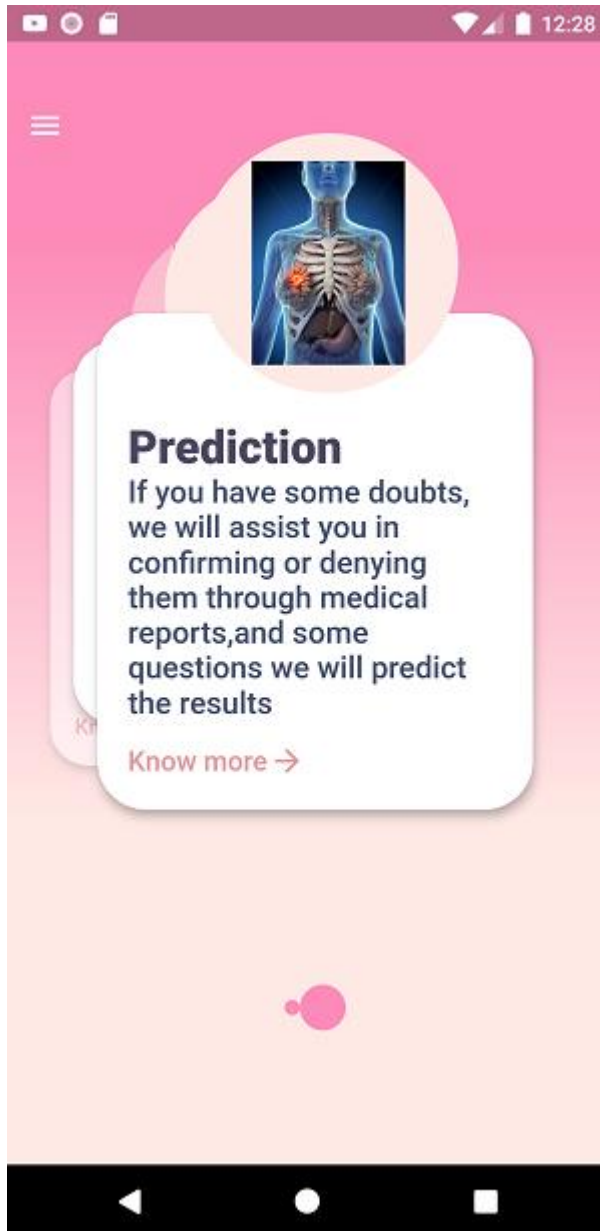 12:28
Prediction
If you have some doubts,
we will assist you in
confirming or denying
them through medical
reports,and some
questions we will predict
the results
Know more →